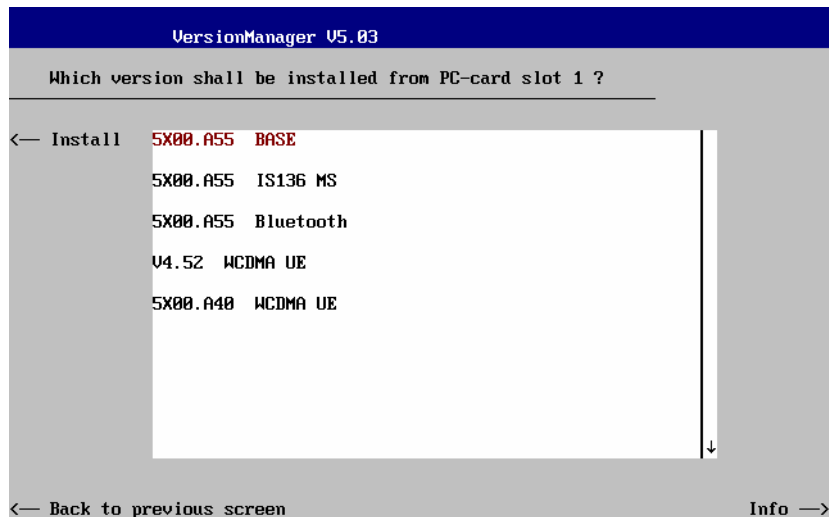 VersionManager V5.03
Which version shall be installed from PC-card slot 1 ?
<── Install 5X00.A55 BASE
5X00.A55 IS136 MS
5X00.A55 Bluetooth
V4.52 WCDMA UE
5X00.A40 WCDMA UE
↓
<── Back to previous screen Info ──>